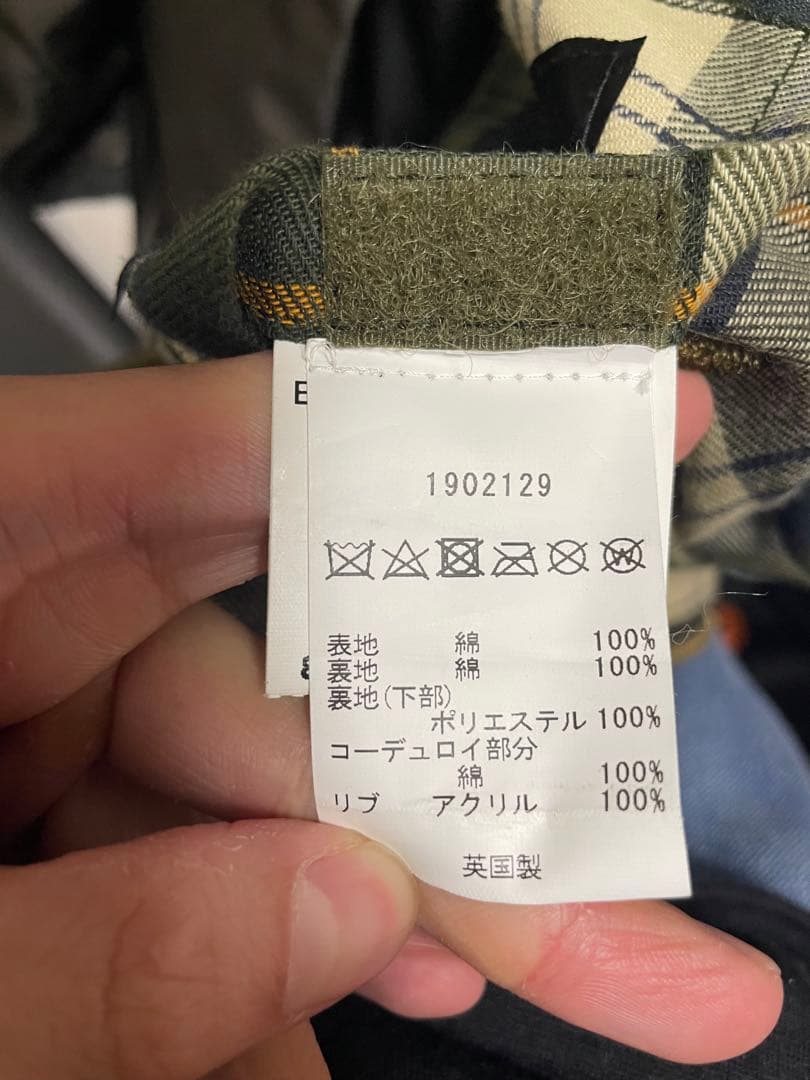 E
1902129
W
表地 綿 100%
裏地 綿 100%
裏地(下部)
ポリエステル 100%
コーデュロイ部分
綿 100%
リブ アクリル 100%
英国製